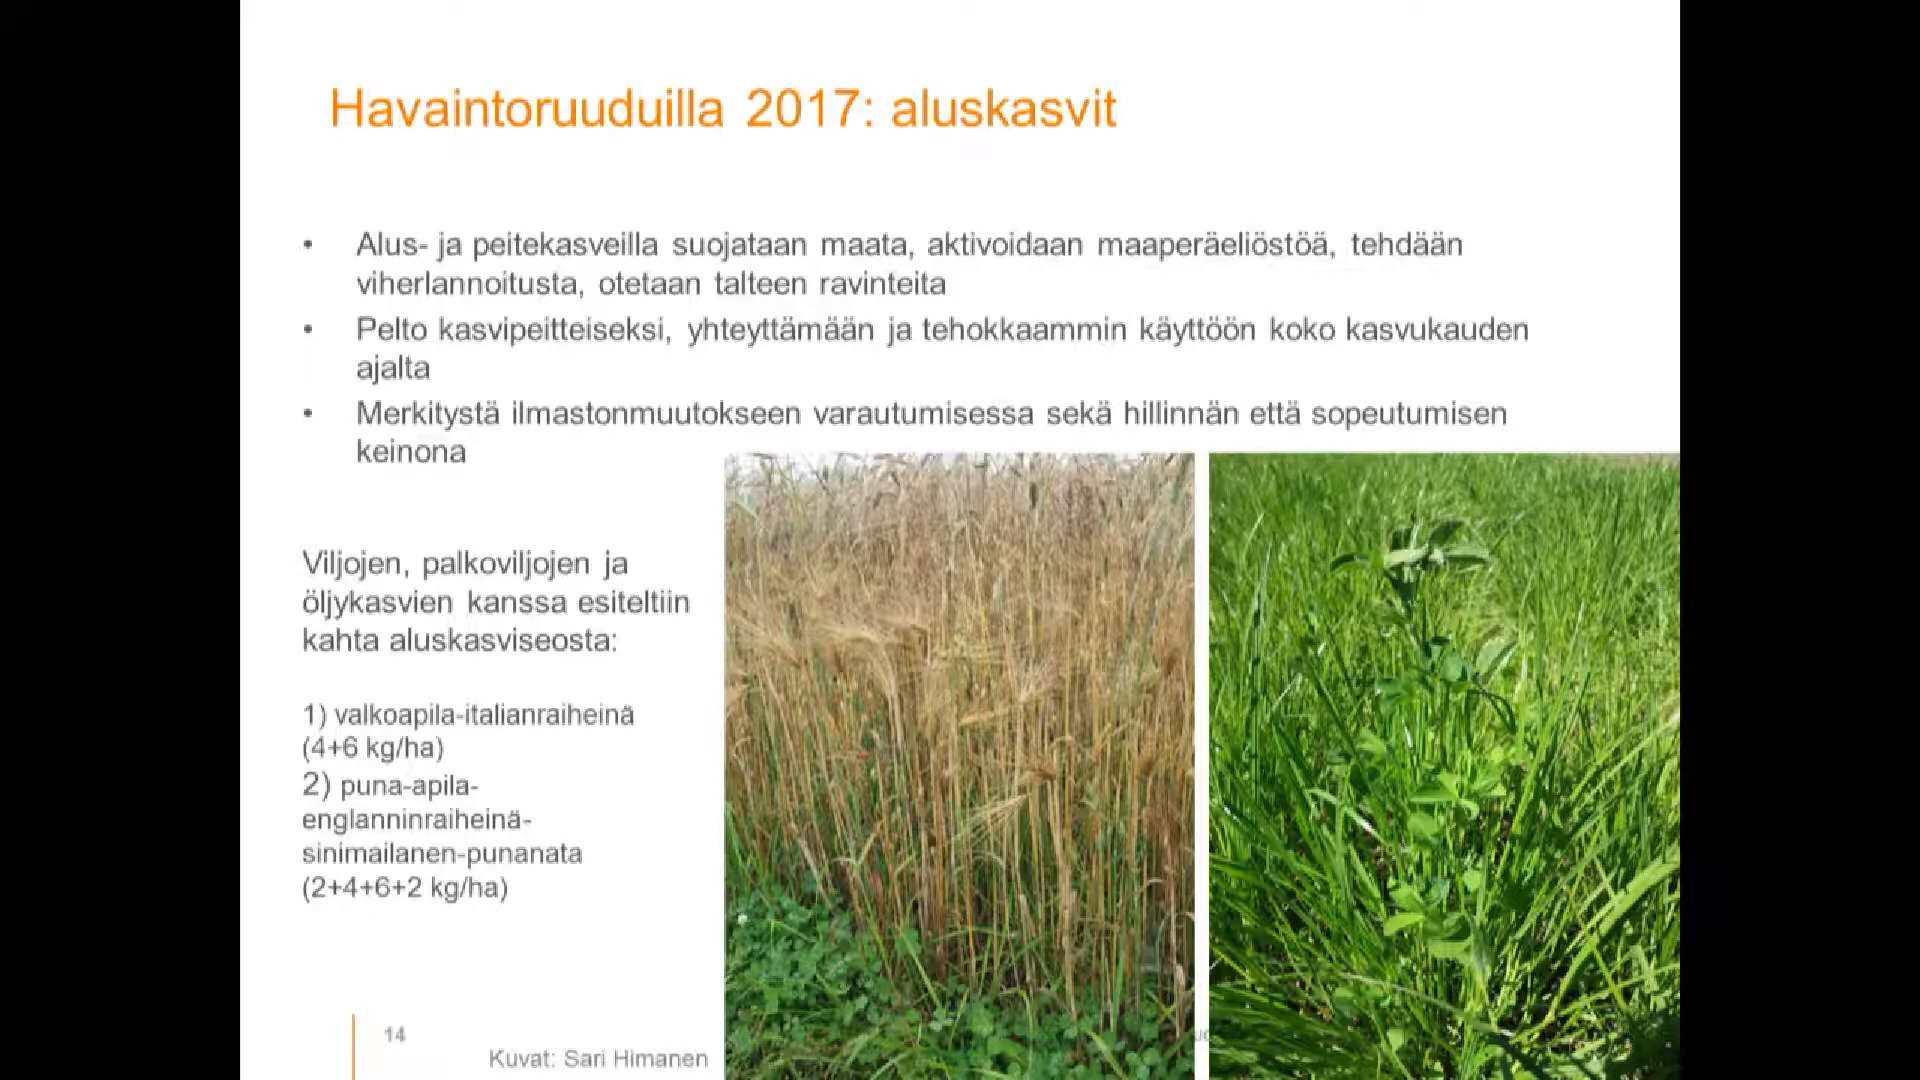 Havaintoruuduilla 2017: aluskasvit
• Alus- ja peitekasveilla suojataan maata, aktivoidaan maaperäeliöstöä, tehdään
viherlannoitusta, otetaan talteen ravinteita
• Pelto kasvipeitteiseksi, yhteyttämään ja tehokkaammin käyttöön koko kasvukauden
ajalta
• Merkitystä ilmastonmuutokseen varautumisessa sekä hillinnän että sopeutumisen
keinona
Viljojen, palkoviljojen ja
öljykasvien kanssa esiteltiin
kahta aluskasviseosta:
1) valkoapila-italianraiheinä
(4+6 kg/ha)
2) puna-apila-
englanninraiheinä-
sinimailanen-punanata
(2+4+6+2 kg/ha)
14
Kuvat: Sari Himanen